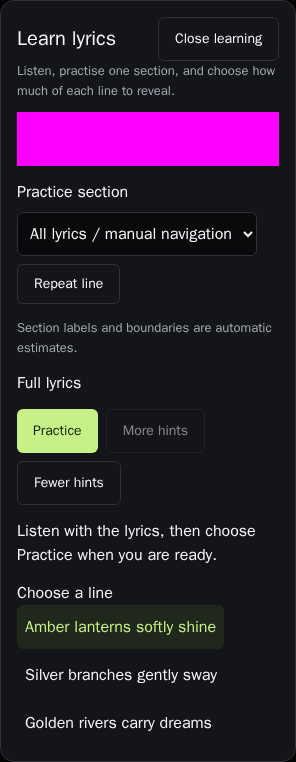 Learn lyrics
Close learning
Listen, practise one section, and choose how
much of each line to reveal.
Practice section
All lyrics / manual navigation
Repeat line
Section labels and boundaries are automatic
estimates.
Full lyrics
Practice
More hints
Fewer hints
Listen with the lyrics, then choose
Practice when you are ready.
Choose a line
Amber lanterns softly shine
Silver branches gently sway
Golden rivers carry dreams